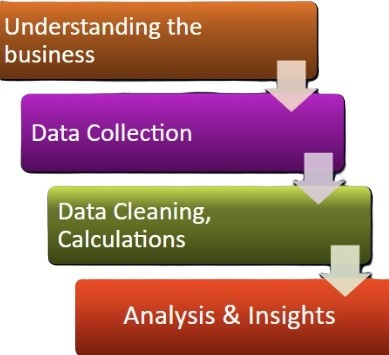 Understanding the
business
Data Collection
Data Cleaning,
Calculations
Analysis & Insights